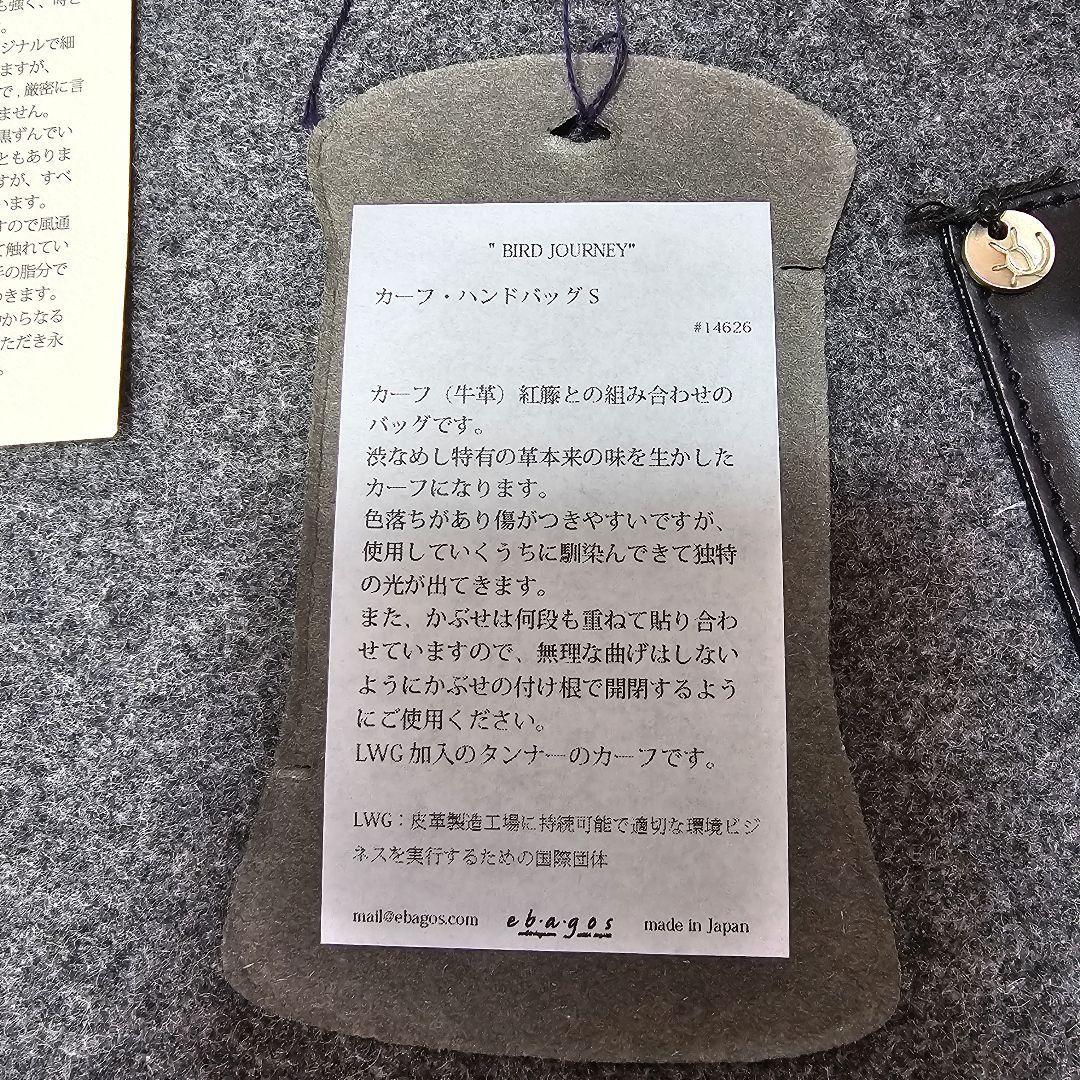 ジナルで細
ますが、
で,厳密に言
ません。
黒ずんでい
ともありま
すが、すべ
います。
すので風通
て触れてい
手の脂分で
つきます。
からなる
ただき永
。
" BIRD JOURNEY"
カーフ・ハンドバッグ S
#14626
カーフ（牛革）紅籐との組み合わせの
バッグです。
渋なめし特有の革本来の味を生かした
カーフになります。
色落ちがあり傷がつきやすいですが、
使用していくうちに馴染んできて独特
の光が出てきます。
また、かぶせは何段も重ねて貼り合わ
せていますので、無理な曲げはしない
ようにかぶせの付け根で開閉するよう
にご使用ください。
LWG 加入のタンナーのカーフです。
LWG：皮革製造工場に持続可能で適切な環境ビジ
ネスを実行するための国際団体
mail@ebagos.com e b・a・g o s made in Japan